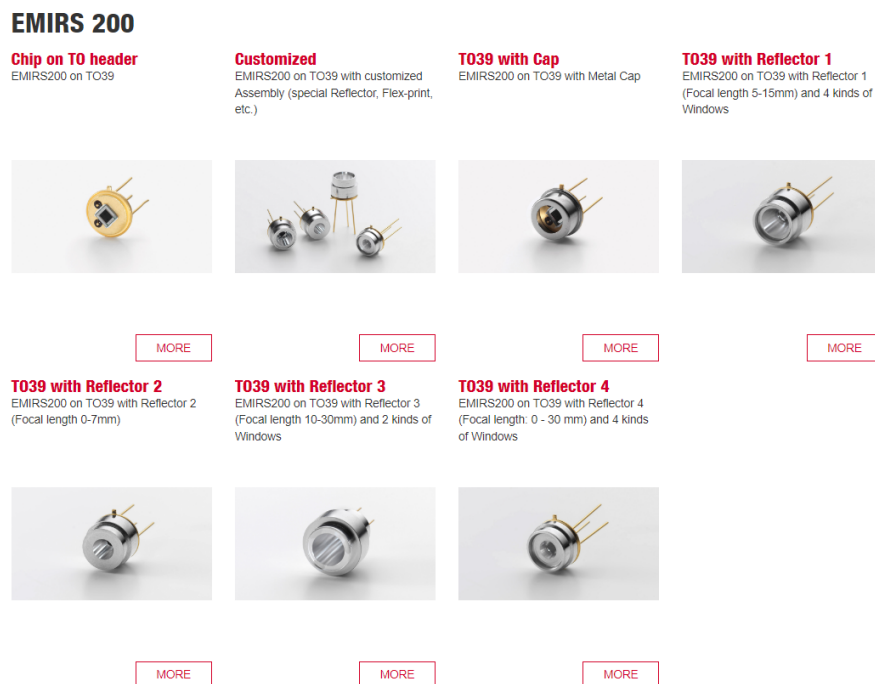 EMIRS 200
Chip on TO header
EMIRS200 on TO39
Customized
EMIRS200 on TO39 with customized
Assembly (special Reflector, Flex-print,
etc.)
TO39 with Cap
EMIRS200 on TO39 with Metal Cap
TO39 with Reflector 1
EMIRS200 on TO39 with Reflector 1
(Focal length 5-15mm) and 4 kinds of
Windows
MORE
MORE
MORE
MORE
TO39 with Reflector 2
EMIRS200 on TO39 with Reflector 2
(Focal length 0-7mm)
TO39 with Reflector 3
EMIRS200 on TO39 with Reflector 3
(Focal length 10-30mm) and 2 kinds of
Windows
TO39 with Reflector 4
EMIRS200 on TO39 with Reflector 4
(Focal length: 0 - 30 mm) and 4 kinds
of Windows
MORE
MORE
MORE